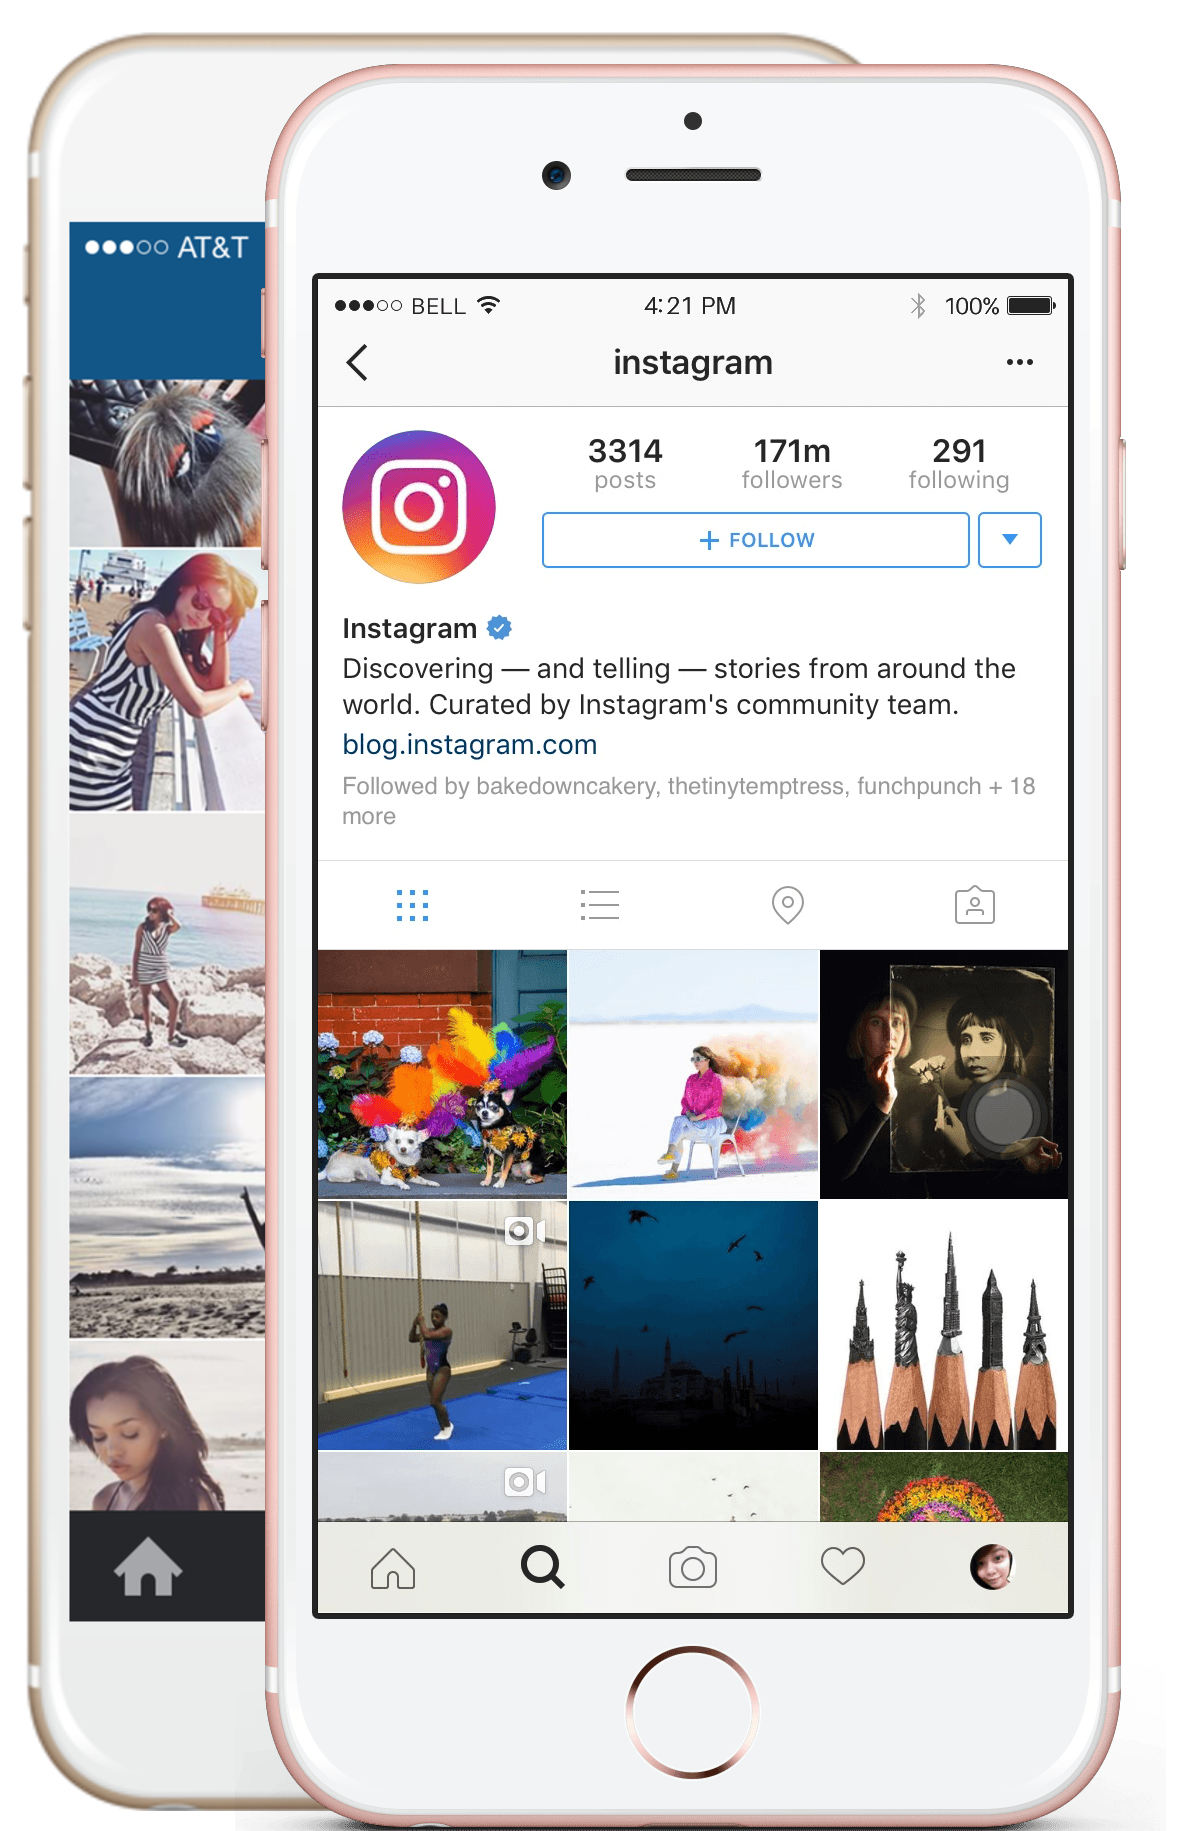 AT&T
BELL 4:21 PM 100%
instagram
3314 171m 291
posts followers following
+ FOLLOW
Instagram
Discovering — and telling — stories from around the
world. Curated by Instagram's community team.
blog.instagram.com
Followed by bakedowncakery, thetinytemptress, funchpunch + 18
more